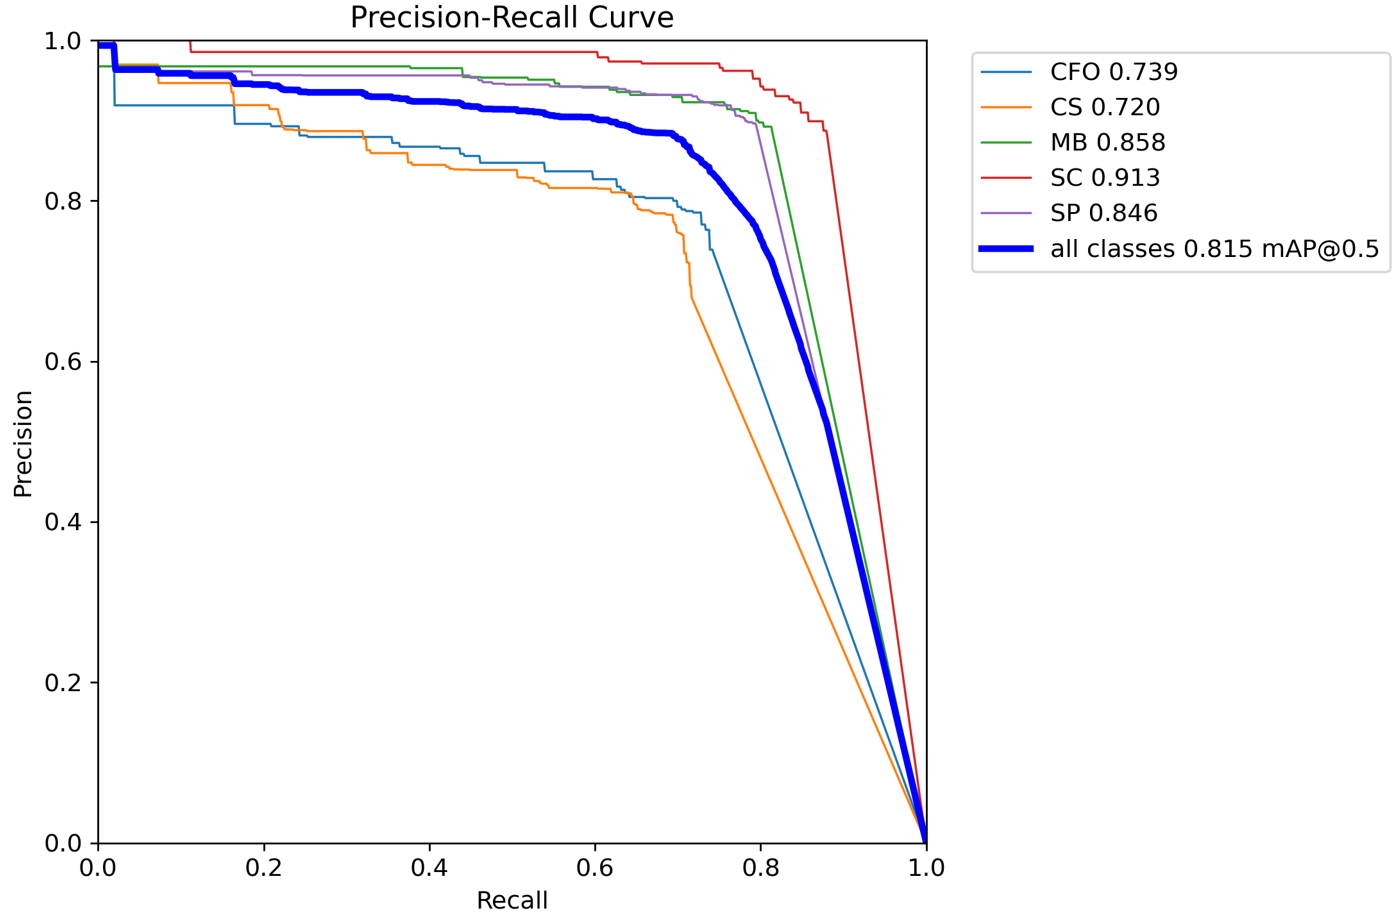 Precision-Recall Curve
1.0
0.8
0.6
0.4
0.2
0.0
Precision
0.0 0.2 0.4 0.6 0.8 1.0
Recall
CFO 0.739
CS 0.720
MB 0.858
SC 0.913
SP 0.846
all classes 0.815 mAP@0.5